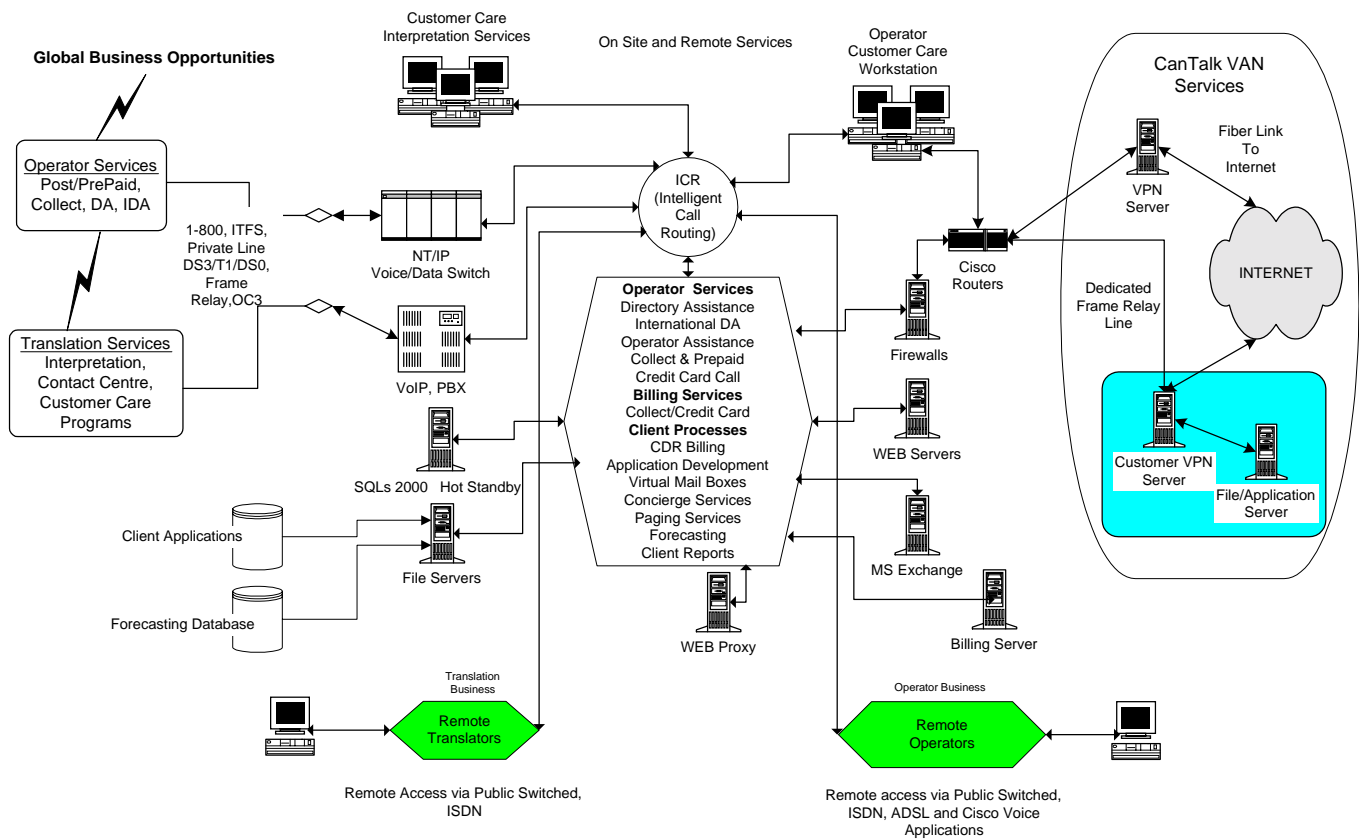 Global Business Opportunities
Customer Care
Interpretation Services
On Site and Remote Services
Operator
Customer Care
Workstation
CanTalk VAN
Services
Operator Services
Post/PrePaid,
Collect, DA, IDA
1-800, ITFS,
Private Line
DS3/T1/DS0,
Frame
Relay,OC3
Translation Services
Interpretation,
Contact Centre,
Customer Care
Programs
NT/IP
Voice/Data Switch
VoIP, PBX
ICR
(Intelligent
Call
Routing)
Operator Services
Directory Assistance
International DA
Operator Assistance
Collect & Prepaid
Credit Card Call
Billing Services
Collect/Credit Card
Client Processes
CDR Billing
Application Development
Virtual Mail Boxes
Concierge Services
Paging Services
Forecasting
Client Reports
SQLs 2000 Hot Standby
Client Applications
File Servers
Forecasting Database
Cisco
Routers
Firewalls
WEB Servers
MS Exchange
Billing Server
WEB Proxy
VPN
Server
Fiber Link
To
Internet
INTERNET
Dedicated
Frame Relay
Line
Customer VPN
Server
File/Application
Server
Translation
Business
Remote
Translators
Remote Access via Public Switched,
ISDN
Operator Business
Remote
Operators
Remote access via Public Switched,
ISDN, ADSL and Cisco Voice
Applications